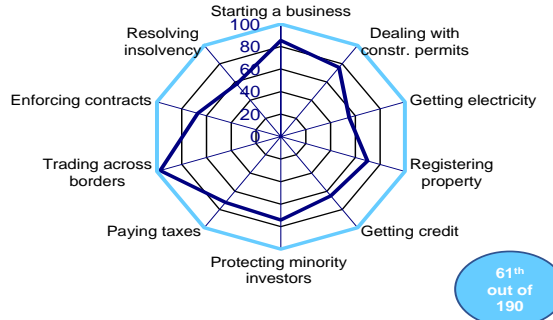 Starting a business
100
80
60
40
20
0
Dealing with
constr. permits
Getting electricity
Registering
property
Getting credit
Protecting minority
investors
Paying taxes
Trading across
borders
Enforcing contracts
Resolving
insolvency
61th
out of
190